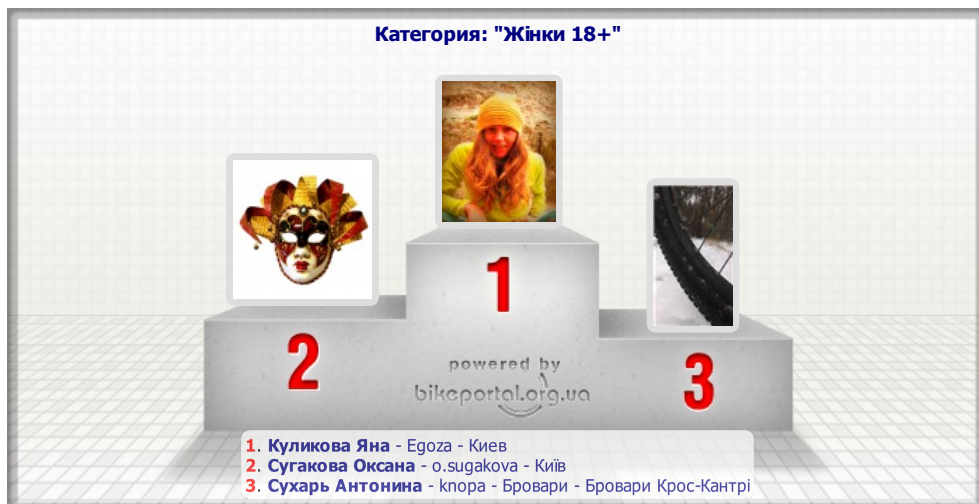 Категория: "Жінки 18+"
1
2
3
powered by
bikeportal.org.ua
1. Куликова Яна - Egoza - Киев
2. Сугакова Оксана - o.sugakova - Київ
3. Сухарь Антонина - knopa - Бровари - Бровари Крос-Кантрі